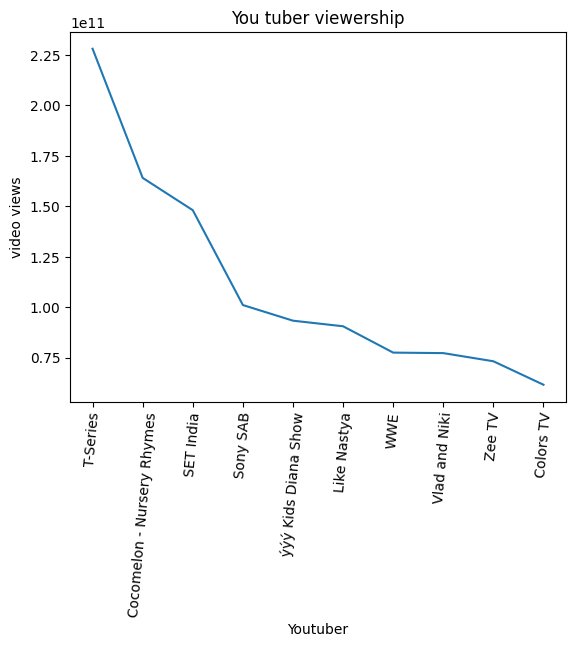 You tuber viewership
1e11
2.25
2.00
1.75
1.50
1.25
1.00
0.75
video views
T-Series
Cocomelon - Nursery Rhymes
SET India
Sony SAB
ýýý Kids Diana Show
Like Nastya
WWE
Vlad and Niki
Zee TV
Colors TV
Youtuber